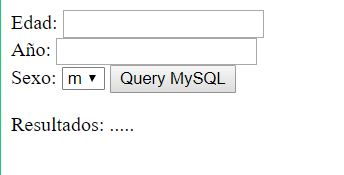 Edad:
Año:
Sexo: m Query MySQL
Resultados: .....